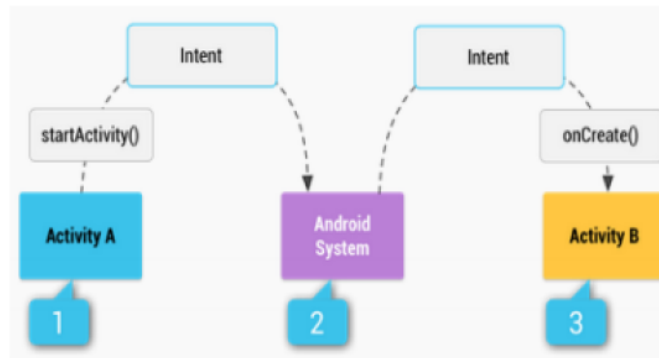 Intent
Intent
startActivity()
onCreate()
Activity A
Android
System
Activity B
1
2
3